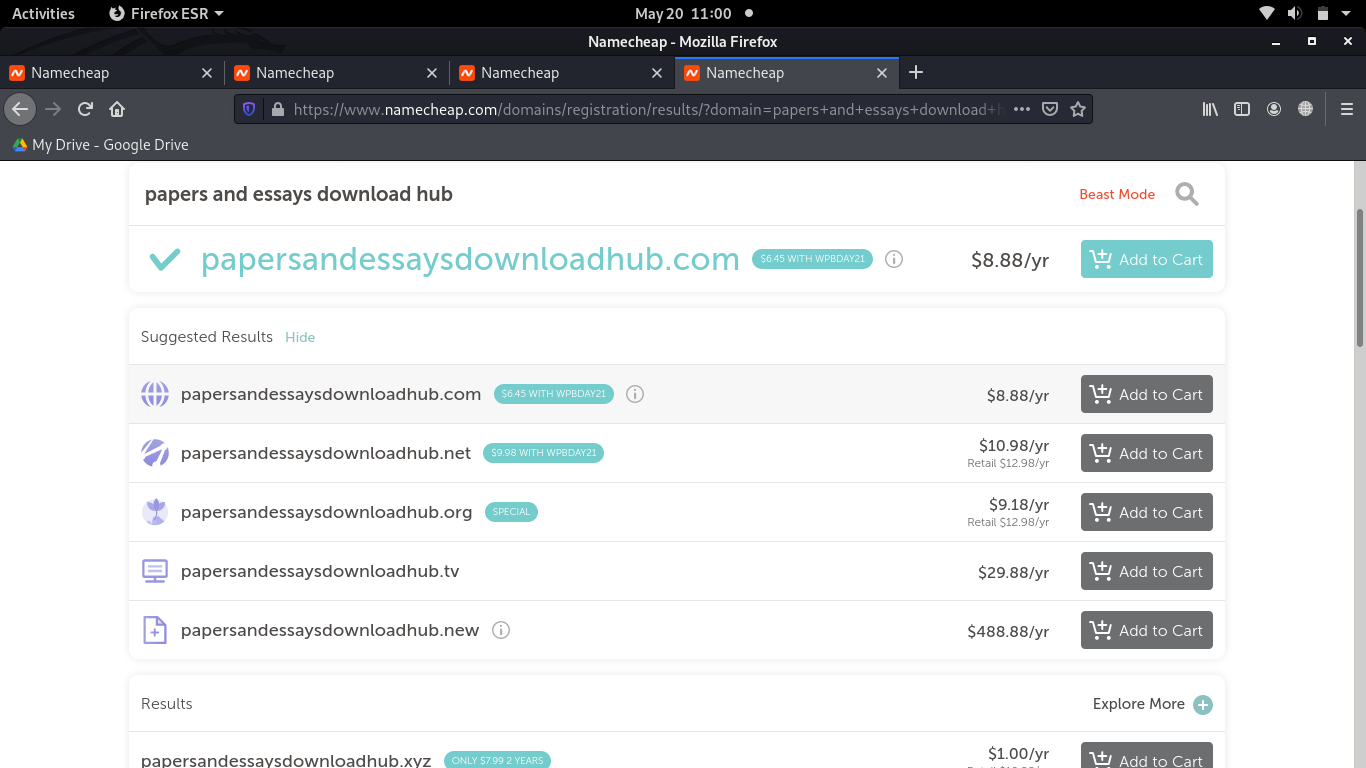 Activities Firefox ESR May 20 11:00
Namecheap - Mozilla Firefox
Namecheap Namecheap Namecheap Namecheap
https://www.namecheap.com/domains/registration/results/?domain=papers+and+essays+download+h
My Drive - Google Drive
papers and essays download hub Beast Mode
papersandessaysdownloadhub.com $6.45 WITH WPBDAY21 $8.88/yr Add to Cart
Suggested Results Hide
papersandessaysdownloadhub.com $6.45 WITH WPBDAY21 $8.88/yr Add to Cart
papersandessaysdownloadhub.net $9.98 WITH WPBDAY21 $10.98/yr Add to Cart
Retail $12.98/yr
papersandessaysdownloadhub.org SPECIAL $9.18/yr Add to Cart
Retail $12.98/yr
papersandessaysdownloadhub.tv $29.88/yr Add to Cart
papersandessaysdownloadhub.new $488.88/yr Add to Cart
Results Explore More
papersandessaysdownloadhub.xyz ONLY $7.99 2 YEARS $1.00/yr Add to Cart